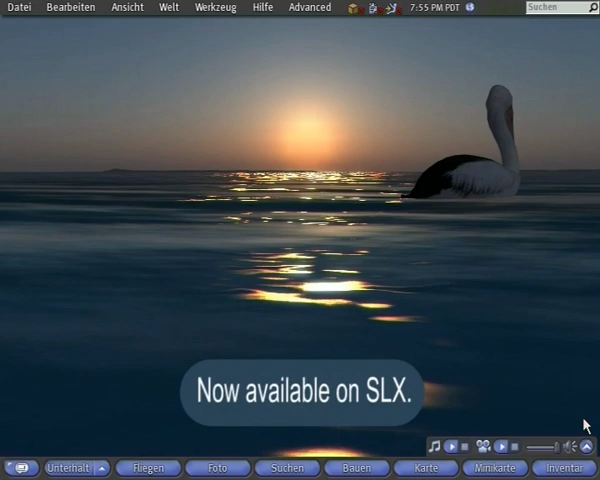 Datei Bearbeiten Ansicht Welt Werkzeug Hilfe Advanced 7:55 PM PDT Suchen
Now available on SLX.
Unterhalt Fliegen Foto Suchen Bauen Karte Minikarte Inventar